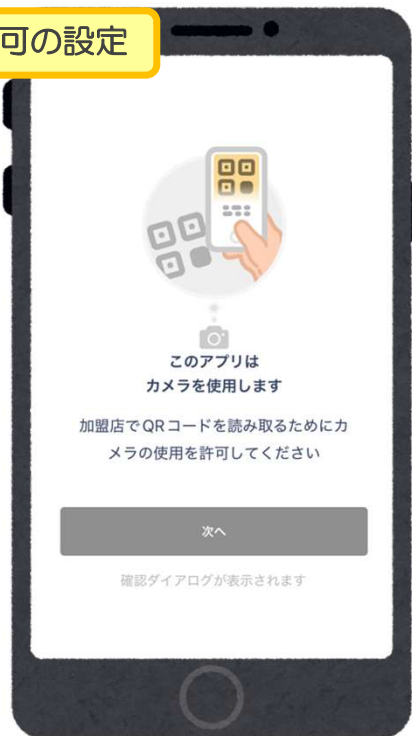 可の設定
このアプリは
カメラを使用します
加盟店でQRコードを読み取るためにカ
メラの使用を許可してください
次へ
確認ダイアログが表示されます